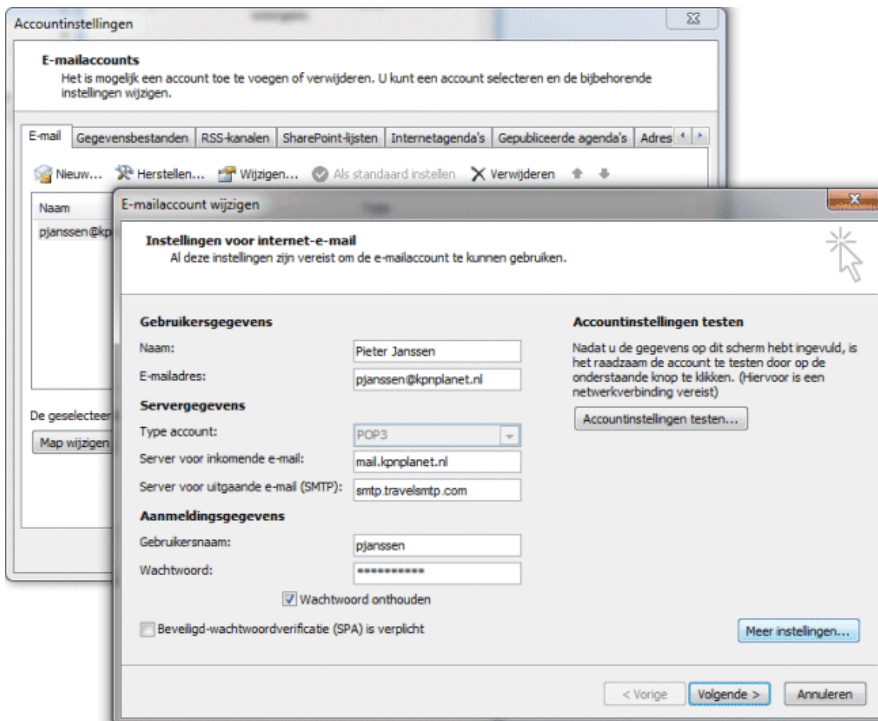 Accountinstellingen
E-mailaccounts
Het is mogelijk een account toe te voegen of verwijderen. U kunt een account selecteren en de bijbehorende
instellingen wijzigen.
E-mail Gegevensbestanden RSS-kanalen SharePoint-lijsten Internetagenda's Gepubliceerde agenda's Adres
Nieuw... Herstellen... Wijzigen... Als standaard instellen Verwijderen
Naam
pjanssen@kp
De geselecteer
Map wijzigen
E-mailaccount wijzigen
Instellingen voor internet-e-mail
Al deze instellingen zijn vereist om de e-mailaccount te kunnen gebruiken.
Gebruikersgegevens
Naam: Pieter Janssen
E-mailadres: pjanssen@kpnplanet.nl
Servergegevens
Type account: POP3
Server voor inkomende e-mail: mail.kpnplanet.nl
Server voor uitgaande e-mail (SMTP): smtp.travelsmtp.com
Aanmeldingsgegevens
Gebruikersnaam: pjanssen
Wachtwoord: **********
Wachtwoord onthouden
Beveiligd-wachtwoordverificatie (SPA) is verplicht
Accountinstellingen testen
Nadat u de gegevens op dit scherm hebt ingevuld, is
het raadzaam de account te testen door op de
onderstaande knop te klikken. (Hiervoor is een
netwerkverbinding vereist)
Accountinstellingen testen...
Meer instellingen...
< Vorige Volgende > Annuleren